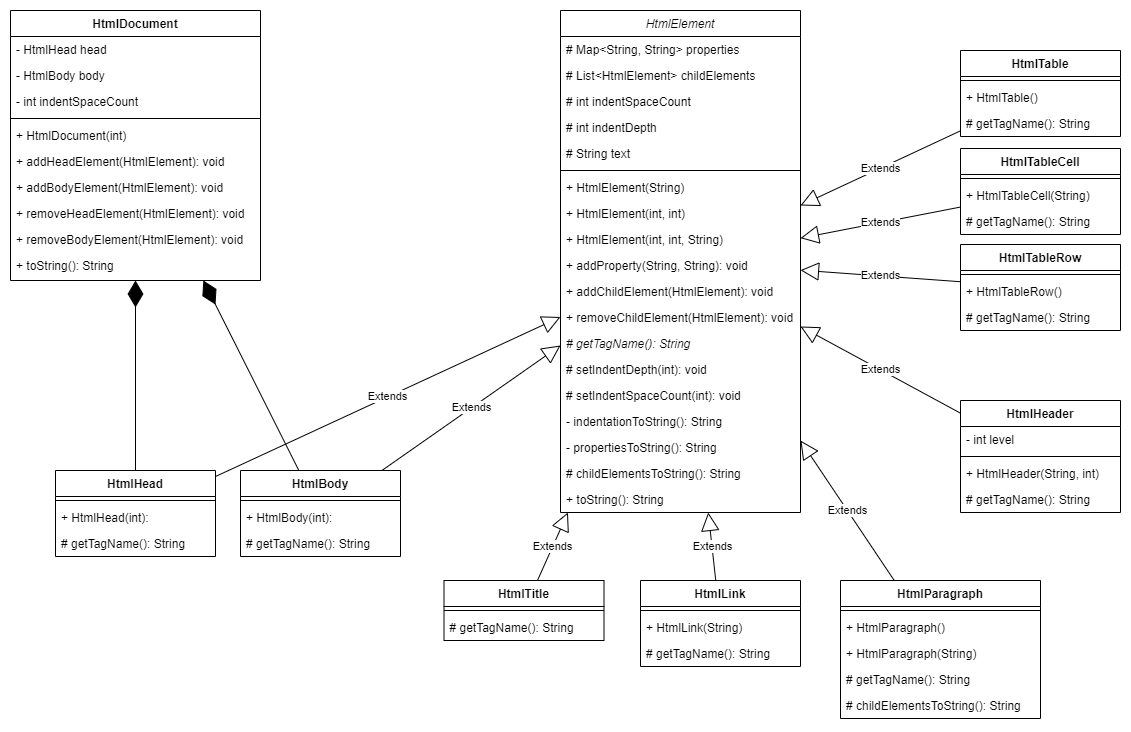 HtmlDocument
- HtmlHead head
- HtmlBody body
- int indentSpaceCount
+ HtmlDocument(int)
+ addHeadElement(HtmlElement): void
+ addBodyElement(HtmlElement): void
+ removeHeadElement(HtmlElement): void
+ removeBodyElement(HtmlElement): void
+ toString(): String
HtmlElement
# Map<String, String> properties
# List<HtmlElement> childElements
# int indentSpaceCount
# int indentDepth
# String text
+ HtmlElement(String)
+ HtmlElement(int, int)
+ HtmlElement(int, int, String)
+ addProperty(String, String): void
+ addChildElement(HtmlElement): void
+ removeChildElement(HtmlElement): void
# getTagName(): String
# setIndentDepth(int): void
# setIndentSpaceCount(int): void
- indentationToString(): String
- propertiesToString(): String
# childElementsToString(): String
+ toString(): String
HtmlTable
+ HtmlTable()
# getTagName(): String
Extends
HtmlTableCell
+ HtmlTableCell(String)
# getTagName(): String
Extends
HtmlTableRow
+ HtmlTableRow()
# getTagName(): String
Extends
Extends
HtmlHeader
- int level
+ HtmlHeader(String, int)
# getTagName(): String
Extends
Extends
HtmlHead
+ HtmlHead(int):
# getTagName(): String
HtmlBody
+ HtmlBody(int):
# getTagName(): String
Extends
Extends
Extends
HtmlTitle
# getTagName(): String
HtmlLink
+ HtmlLink(String)
# getTagName(): String
HtmlParagraph
+ HtmlParagraph()
+ HtmlParagraph(String)
# getTagName(): String
# childElementsToString(): String